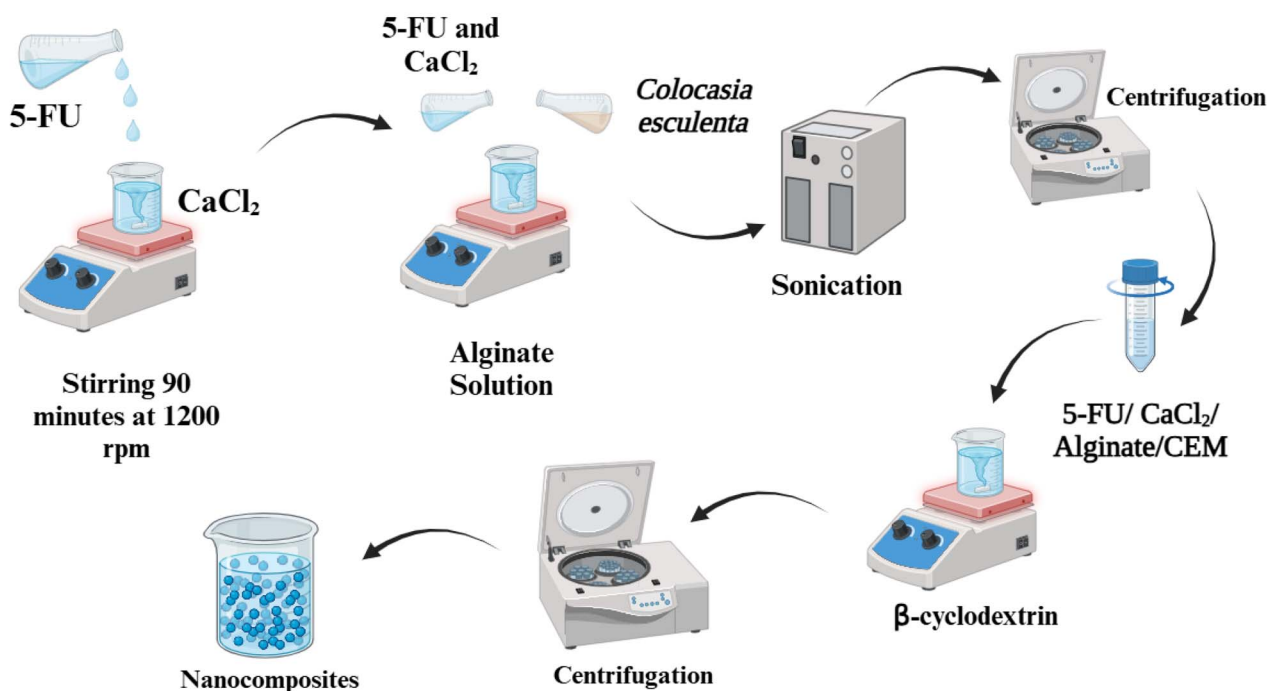 5-FU
CaCl₂
Stirring 90
minutes at 1200
rpm
5-FU and
CaCl₂
Colocasia
esculenta
Alginate
Solution
Sonication
Centrifugation
5-FU/ CaCl₂/
Alginate/CEM
β-cyclodextrin
Centrifugation
Nanocomposites